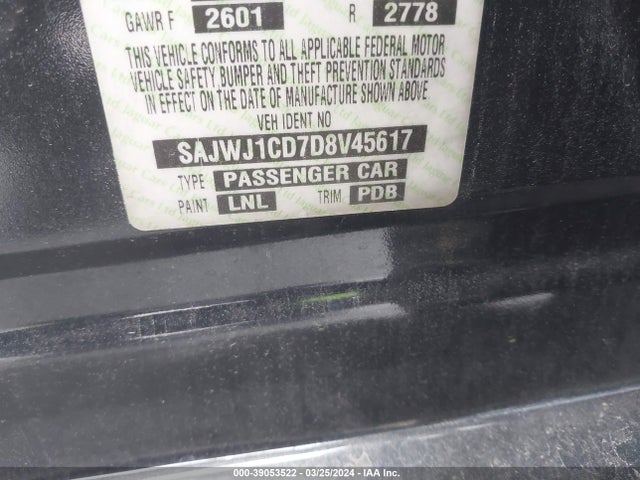 GAWR F 2601 R 2778
THIS VEHICLE CONFORMS TO ALL APPLICABLE FEDERAL MOTOR
VEHICLE SAFETY BUMPER AND THEFT PREVENTION STANDARDS
IN EFFECT ON THE DATE OF MANUFACTURE SHOWN ABOVE
VEH IDENT NO
SAJWJ1CD7D8V45617
TYPE PASSENGER CAR
PAINT LNL TRIM PDB
000-39053522 - 03/25/2024 - IAA Inc.